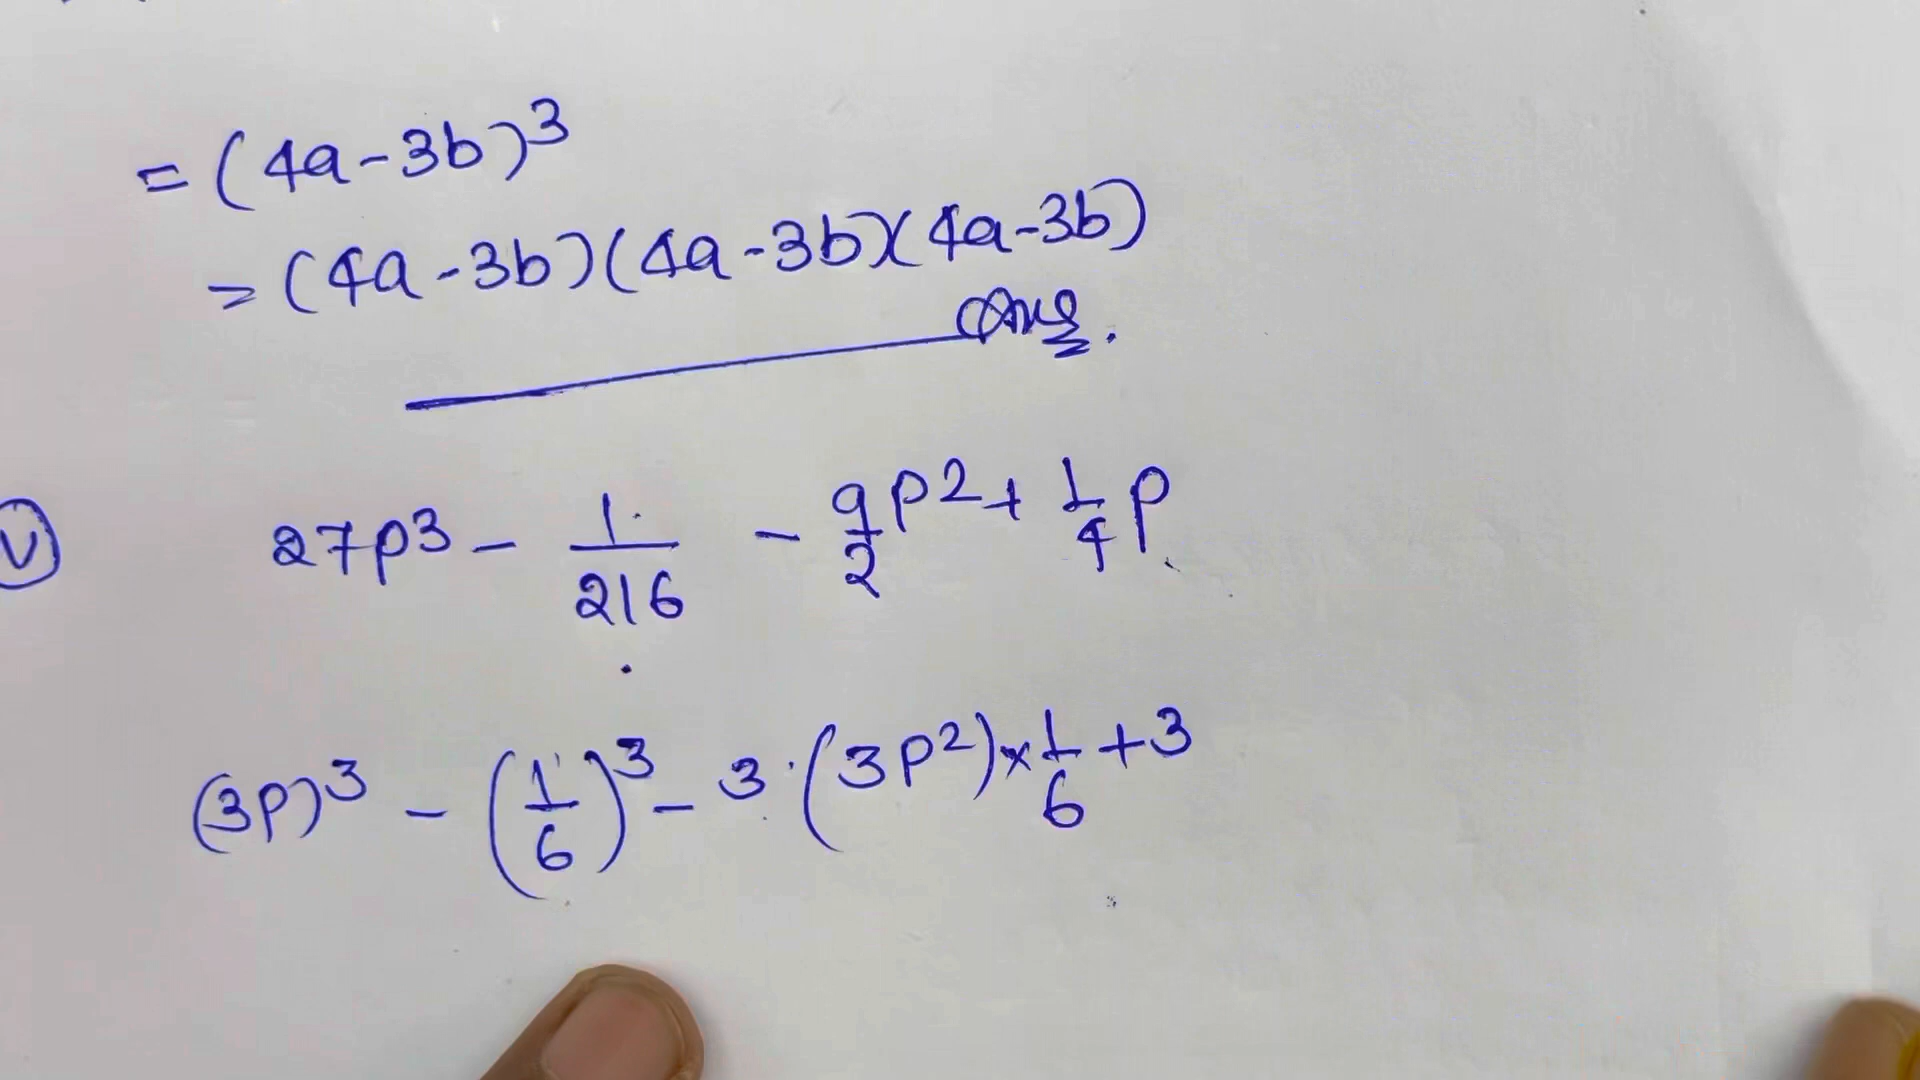 = (4a-3b)³
= (4a-3b)(4a-3b)(4a-3b)
Ans.
(v) 27p³ - 1/216 - 9/2 p² + 1/4 p
(3p)³ - (1/6)³ - 3·(3p²)×1/6 + 3